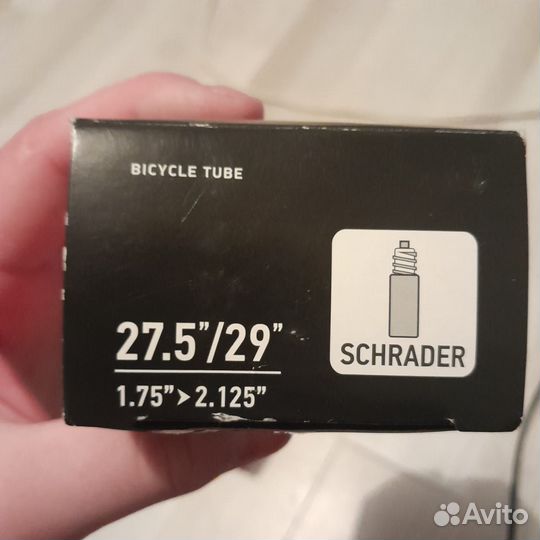 BICYCLE TUBE
27.5”/29”
1.75”➤2.125”
SCHRADER
Avito